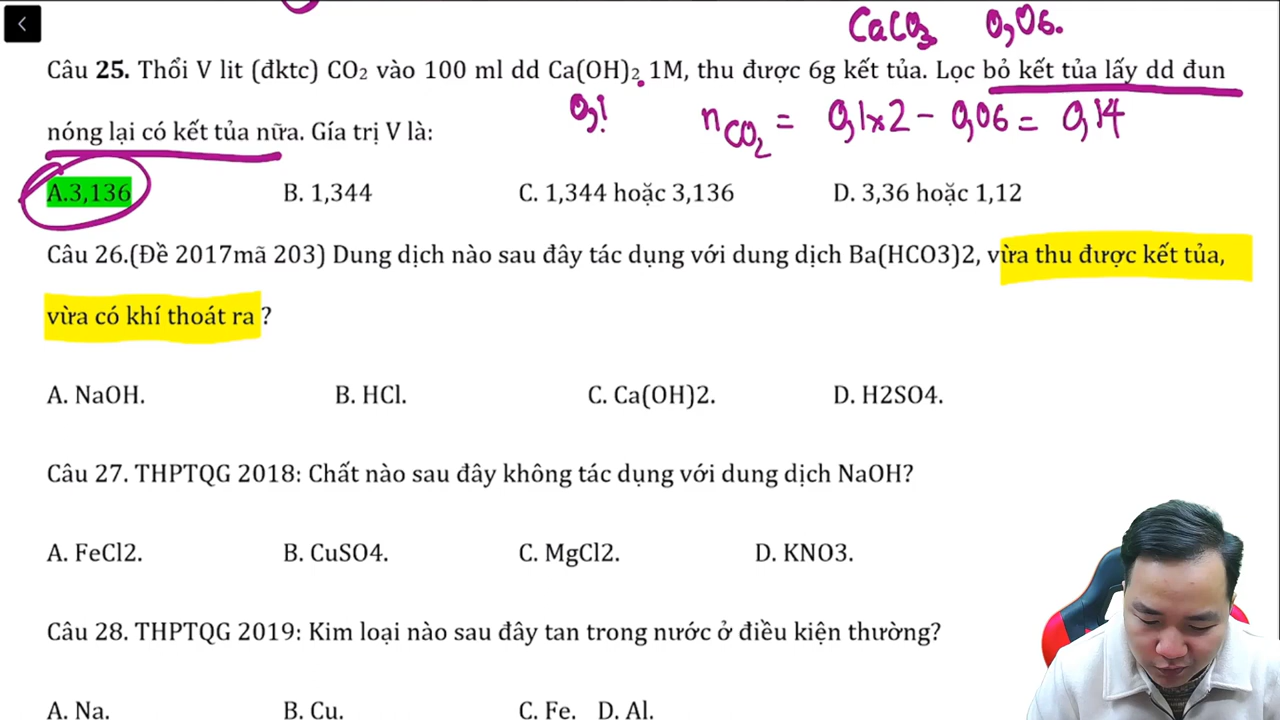 CaCO3 0,06.
Câu 25. Thổi V lit (đktc) CO2 vào 100 ml dd Ca(OH)2 1M, thu được 6g kết tủa. Lọc bỏ kết tủa lấy dd đun
0,1 nCO2 = 0,1x2 - 0,06 = 0,14
nóng lại có kết tủa nữa. Gía trị V là:
A.3,136 B. 1,344 C. 1,344 hoặc 3,136 D. 3,36 hoặc 1,12
Câu 26.(Đề 2017mã 203) Dung dịch nào sau đây tác dụng với dung dịch Ba(HCO3)2, vừa thu được kết tủa,
vừa có khí thoát ra ?
A. NaOH. B. HCl. C. Ca(OH)2. D. H2SO4.
Câu 27. THPTQG 2018: Chất nào sau đây không tác dụng với dung dịch NaOH?
A. FeCl2. B. CuSO4. C. MgCl2. D. KNO3.
Câu 28. THPTQG 2019: Kim loại nào sau đây tan trong nước ở điều kiện thường?
A. Na. B. Cu. C. Fe. D. Al.